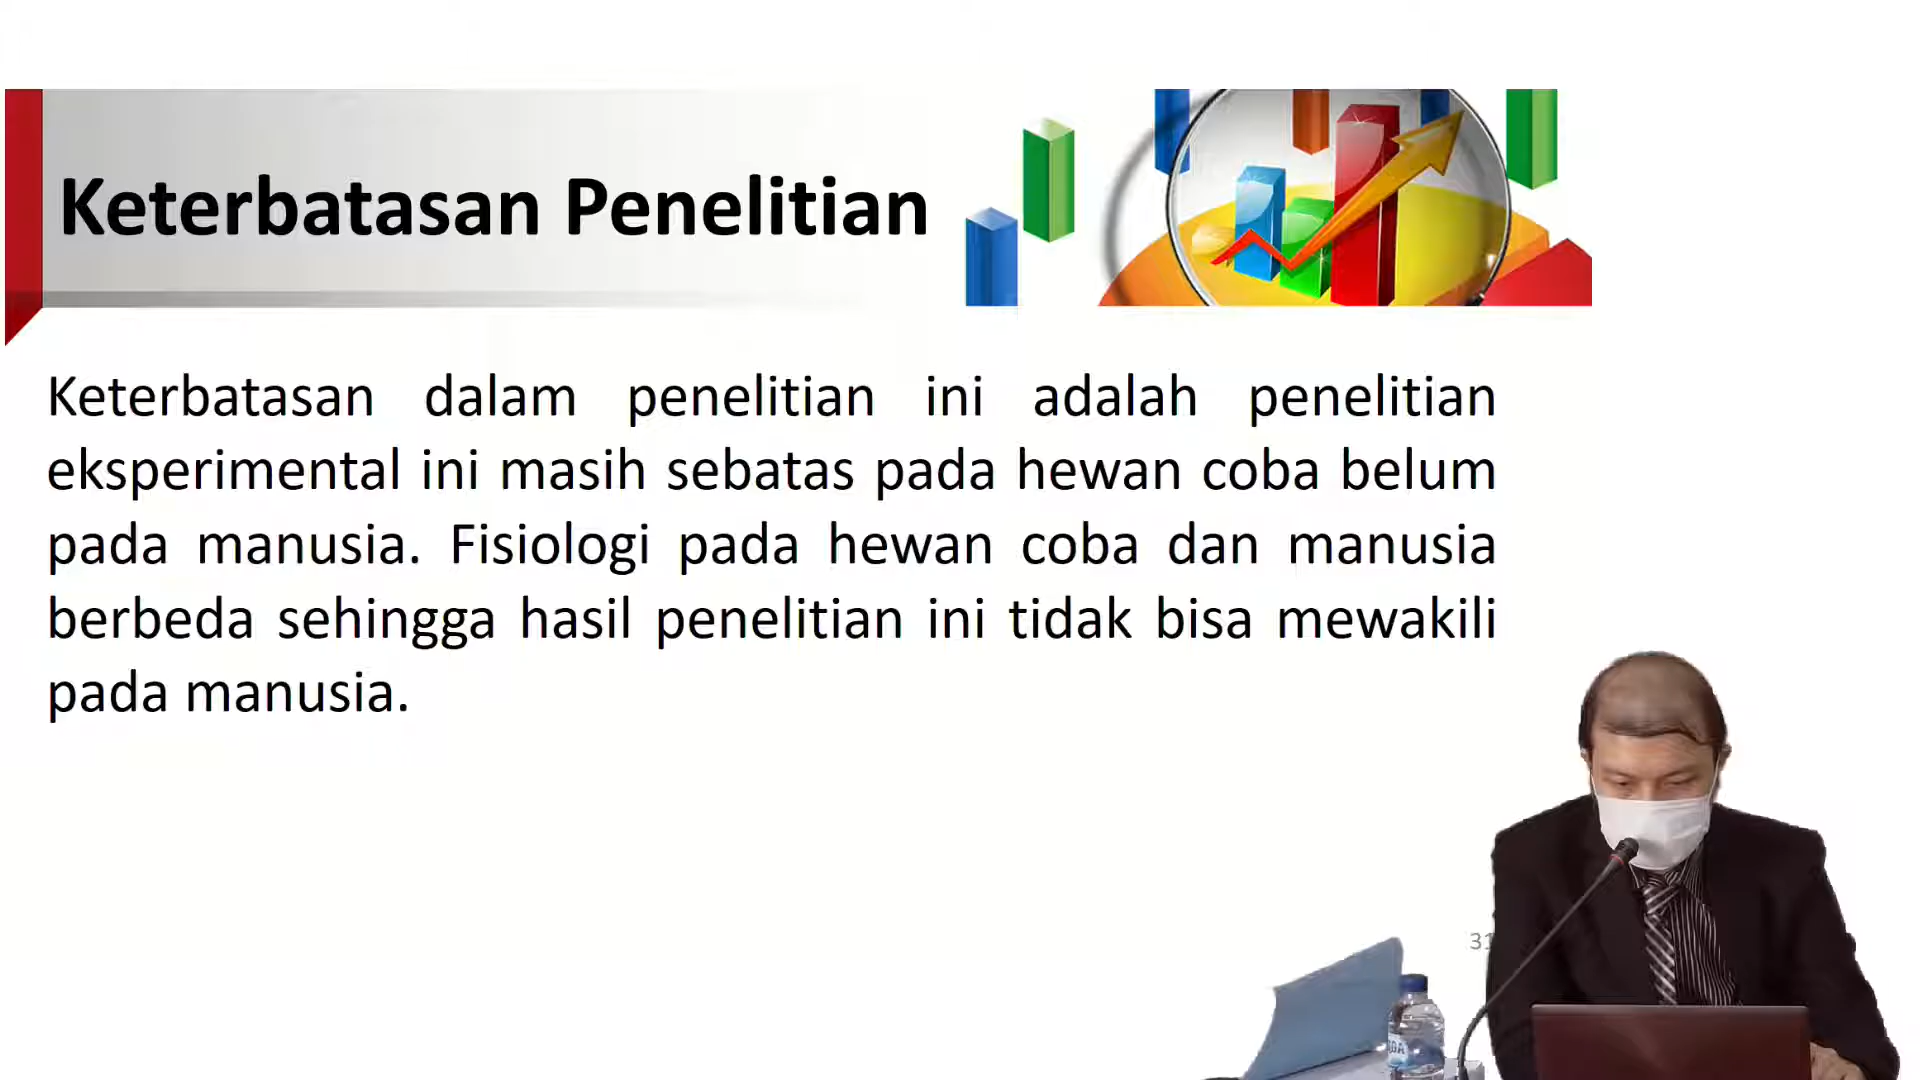 Keterbatasan Penelitian
Keterbatasan dalam penelitian ini adalah penelitian
eksperimental ini masih sebatas pada hewan coba belum
pada manusia. Fisiologi pada hewan coba dan manusia
berbeda sehingga hasil penelitian ini tidak bisa mewakili
pada manusia.
31